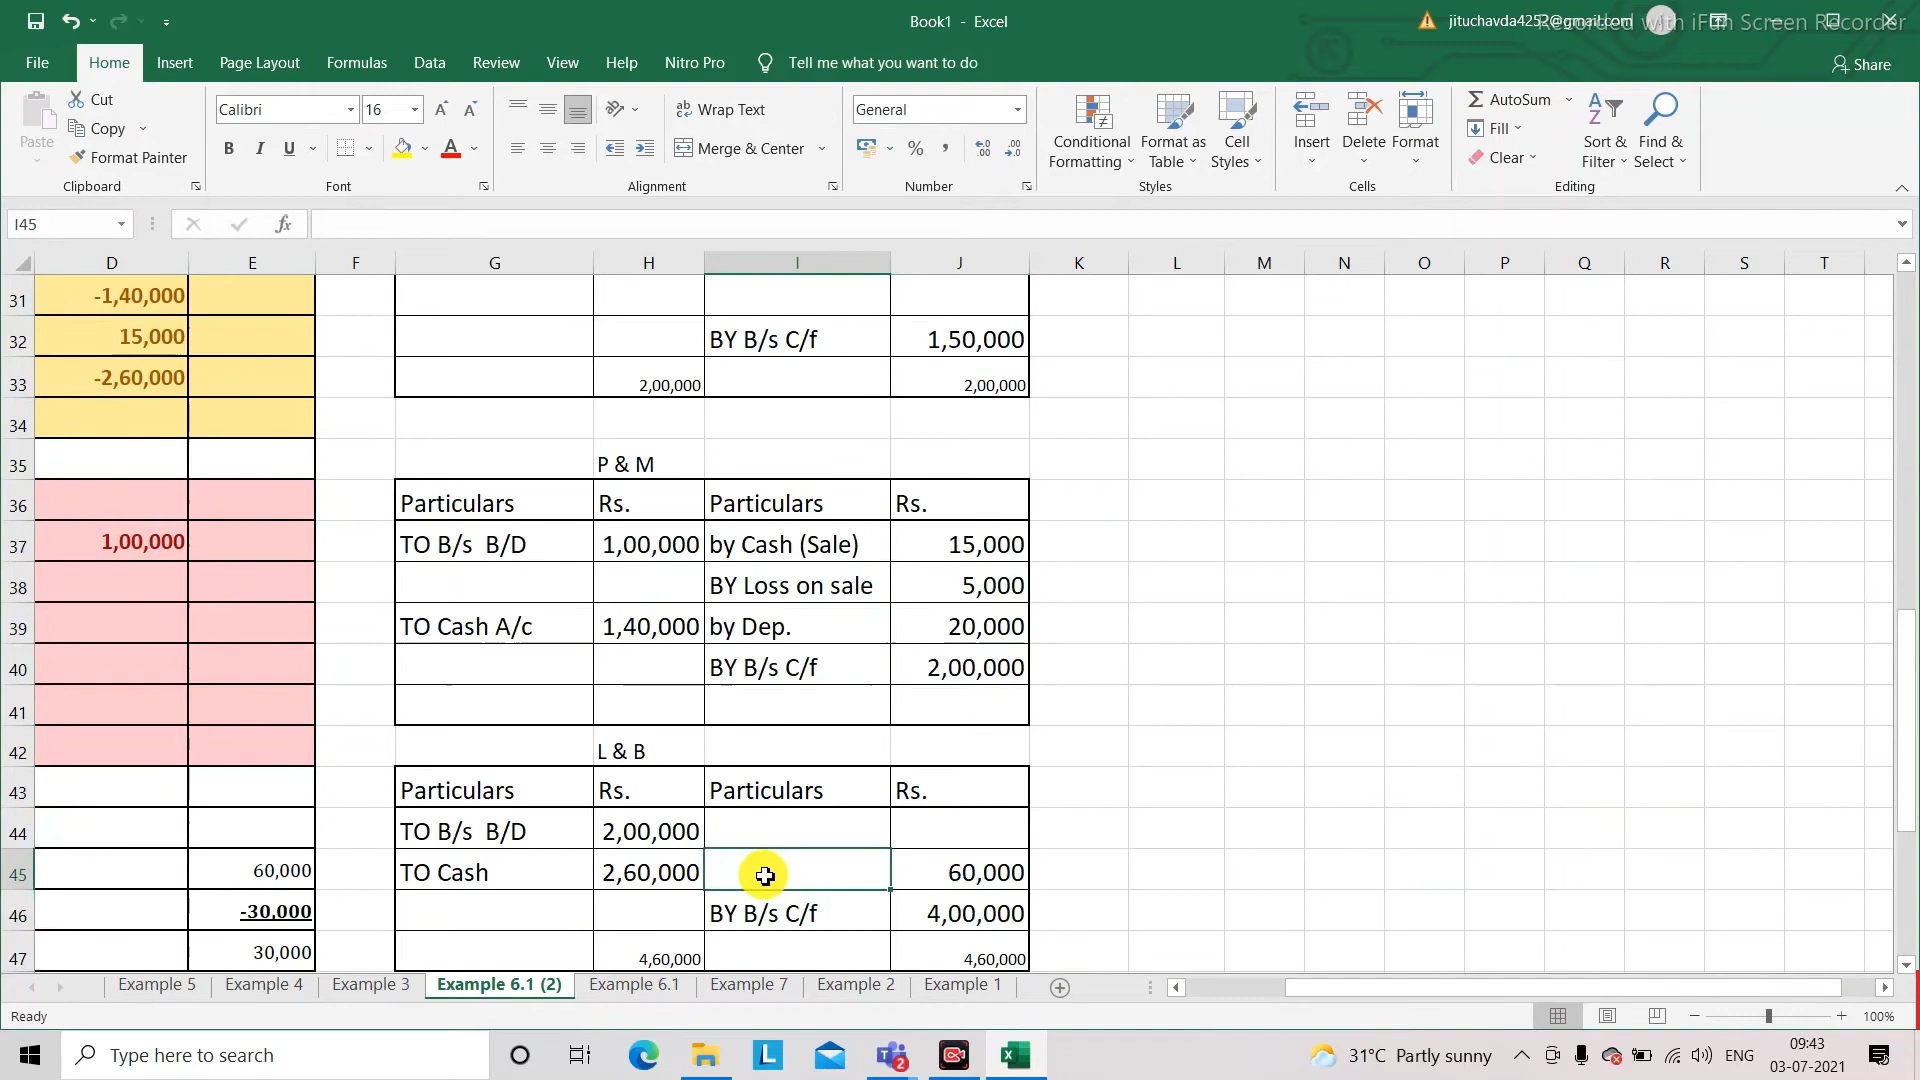 Book1 - Excel
jituchavda4252@gmail.com
Recorded with iFun Screen Recorder
File Home Insert Page Layout Formulas Data Review View Help Nitro Pro Tell me what you want to do Share
Paste
Cut
Copy
Format Painter
Clipboard
Calibri 16
B I U
Font
Wrap Text
Merge & Center
Alignment
General
Number
Conditional Formatting
Format as Table
Cell Styles
Styles
Insert Delete Format
Cells
AutoSum
Fill
Clear
Sort & Filter
Find & Select
Editing
I45 fx
D E F G H I J K L M N O P Q R S T
31 -1,40,000
32 15,000 BY B/s C/f 1,50,000
33 -2,60,000 2,00,000 2,00,000
34
35 P & M
36 Particulars Rs. Particulars Rs.
37 1,00,000 TO B/s B/D 1,00,000 by Cash (Sale) 15,000
38 BY Loss on sale 5,000
39 TO Cash A/c 1,40,000 by Dep. 20,000
40 BY B/s C/f 2,00,000
41
42 L & B
43 Particulars Rs. Particulars Rs.
44 TO B/s B/D 2,00,000
45 60,000 TO Cash 2,60,000 60,000
46 -30,000 BY B/s C/f 4,00,000
47 30,000 4,60,000 4,60,000
Example 5 Example 4 Example 3 Example 6.1 (2) Example 6.1 Example 7 Example 2 Example 1
Ready 100%
Type here to search
2
31°C Partly sunny
ENG
09:43
03-07-2021